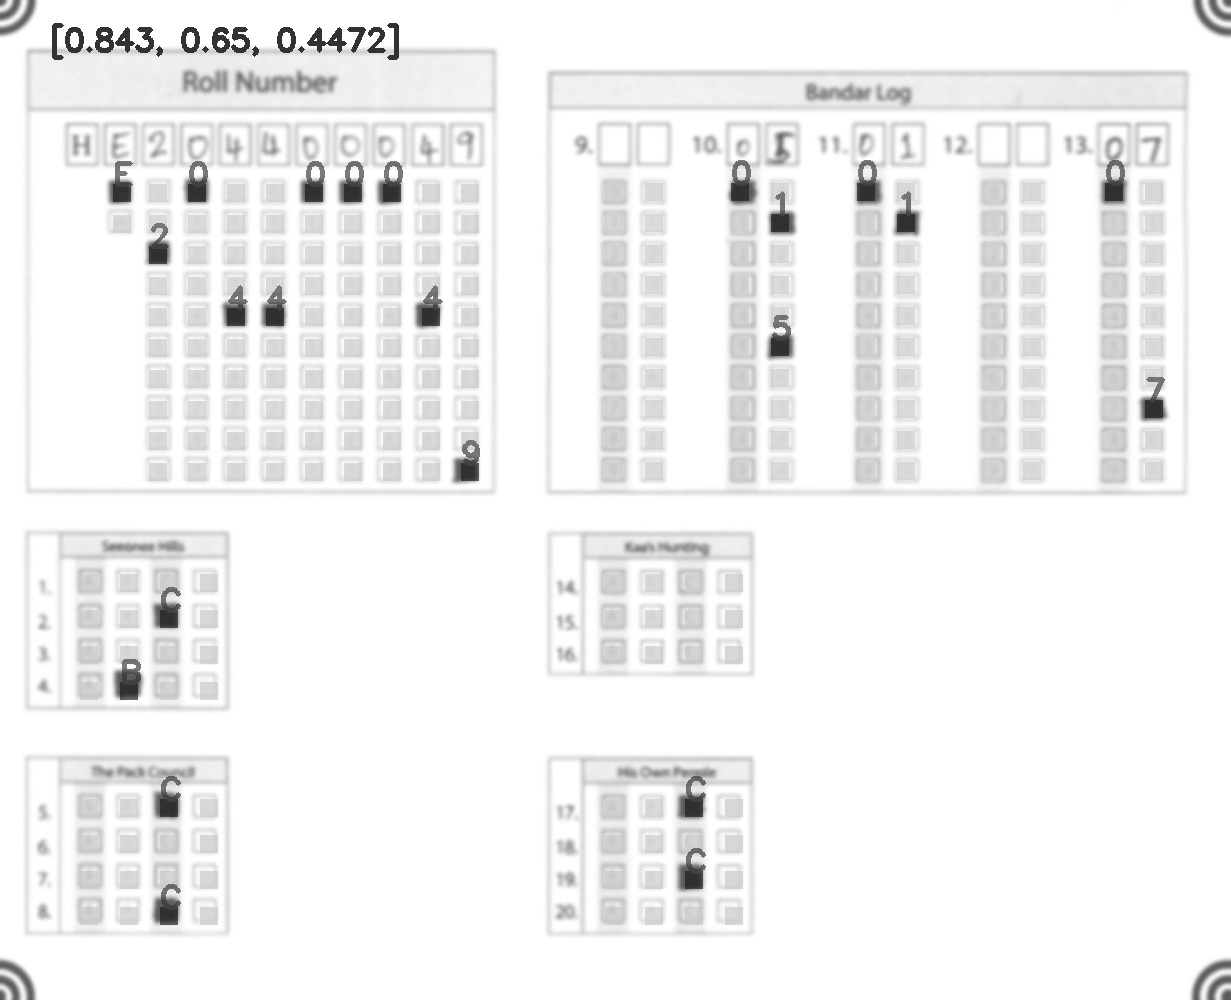 [0.843, 0.65, 0.4472]
Roll Number
H E 2 0 4 4 0 0 0 4 9
E 0 0 0 0
2
4 4 4
9
Bandar Log
9. 10. 0 11. 0 1 12. 13. 0 7
0 0 0
1 1
5
7
Seeonee Hills
1.
2. C
3.
4. B
Kaa's Hunting
14.
15.
16.
The Pack Council
5. C
6.
7.
8. C
His Own People
17. C
18.
19. C
20.